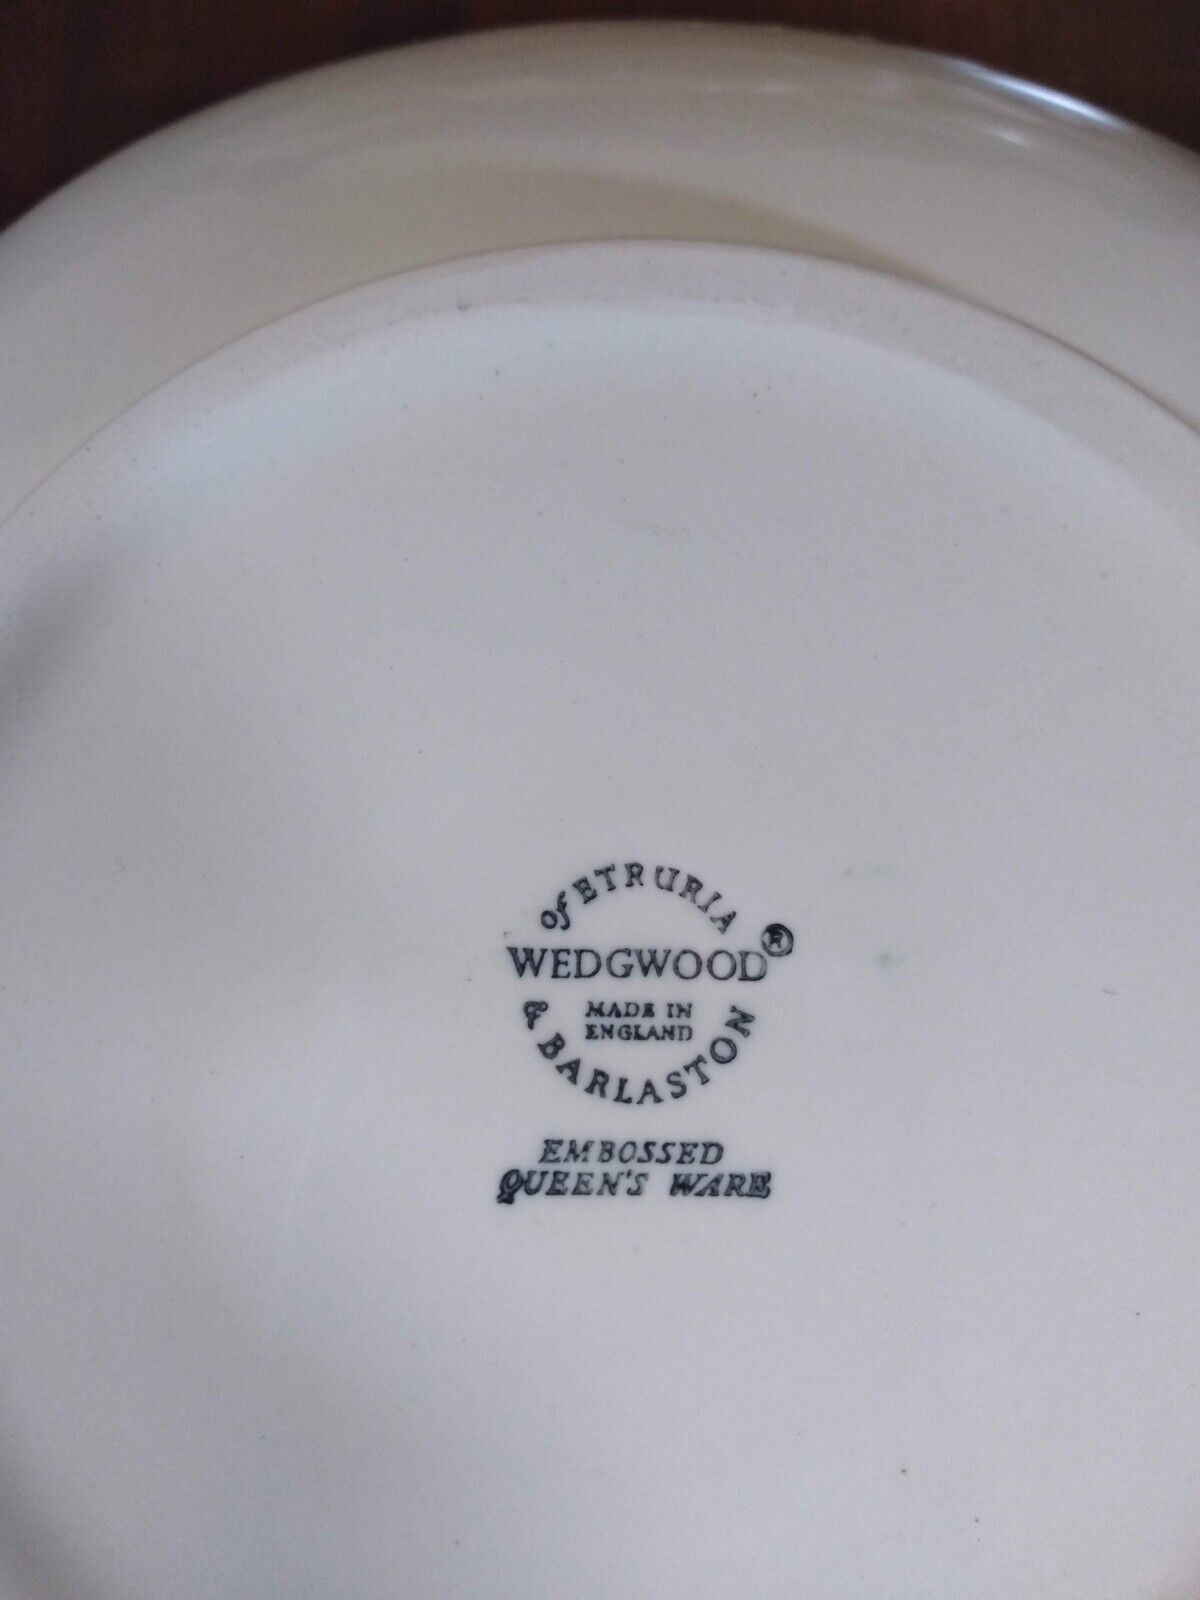 of ETRURIA
WEDGWOOD ®
MADE IN
ENGLAND
& BARLASTON
EMBOSSED
QUEEN'S WARE